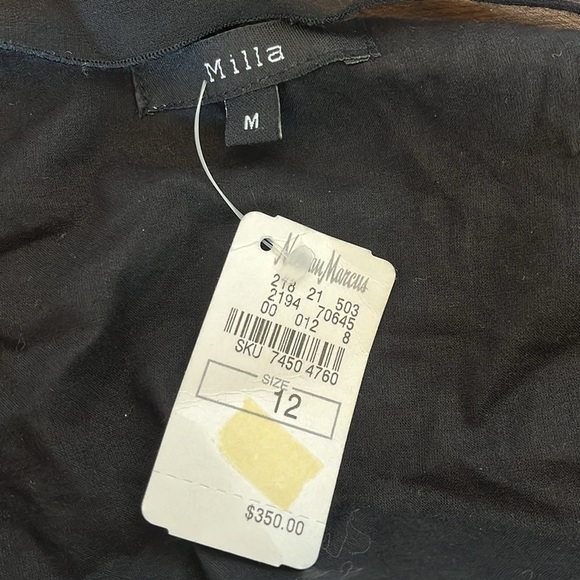 Milla
M
Neiman Marcus
218 21 503
2194 70645
00 012 8
SKU 7450 4760
SIZE
12
$350.00